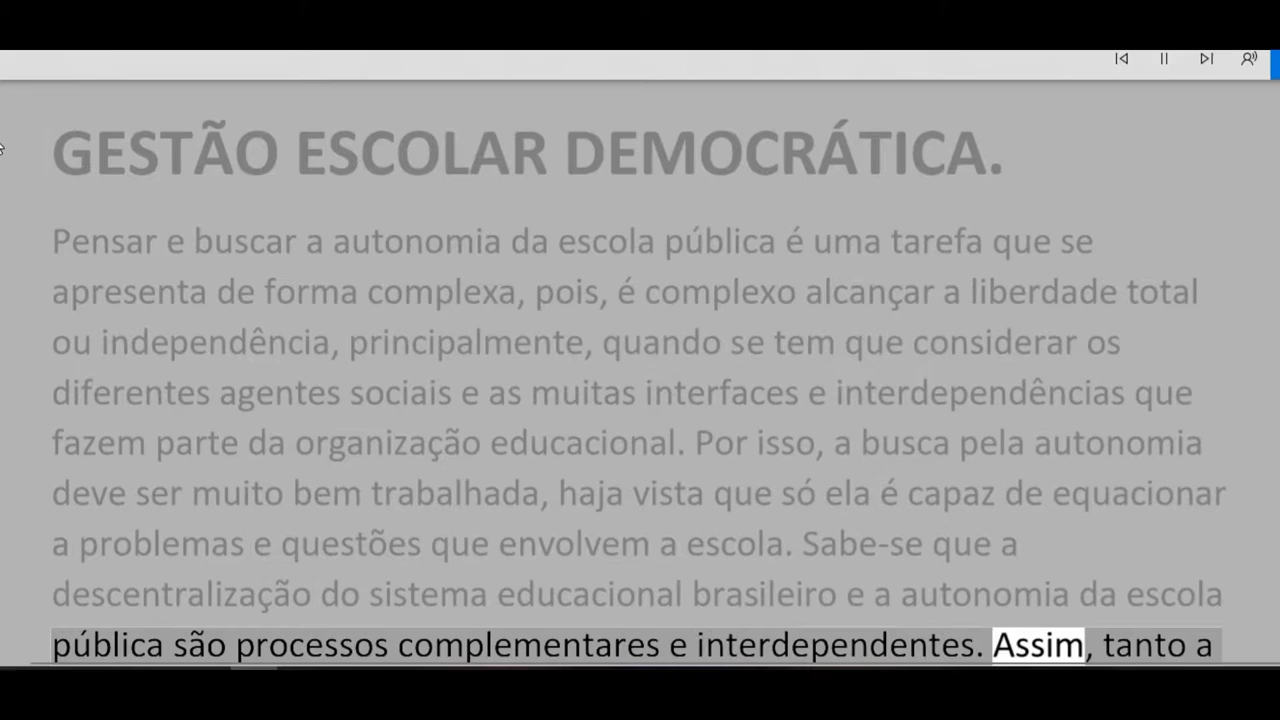 GESTÃO ESCOLAR DEMOCRÁTICA.
Pensar e buscar a autonomia da escola pública é uma tarefa que se
apresenta de forma complexa, pois, é complexo alcançar a liberdade total
ou independência, principalmente, quando se tem que considerar os
diferentes agentes sociais e as muitas interfaces e interdependências que
fazem parte da organização educacional. Por isso, a busca pela autonomia
deve ser muito bem trabalhada, haja vista que só ela é capaz de equacionar
a problemas e questões que envolvem a escola. Sabe-se que a
descentralização do sistema educacional brasileiro e a autonomia da escola
pública são processos complementares e interdependentes. Assim, tanto a